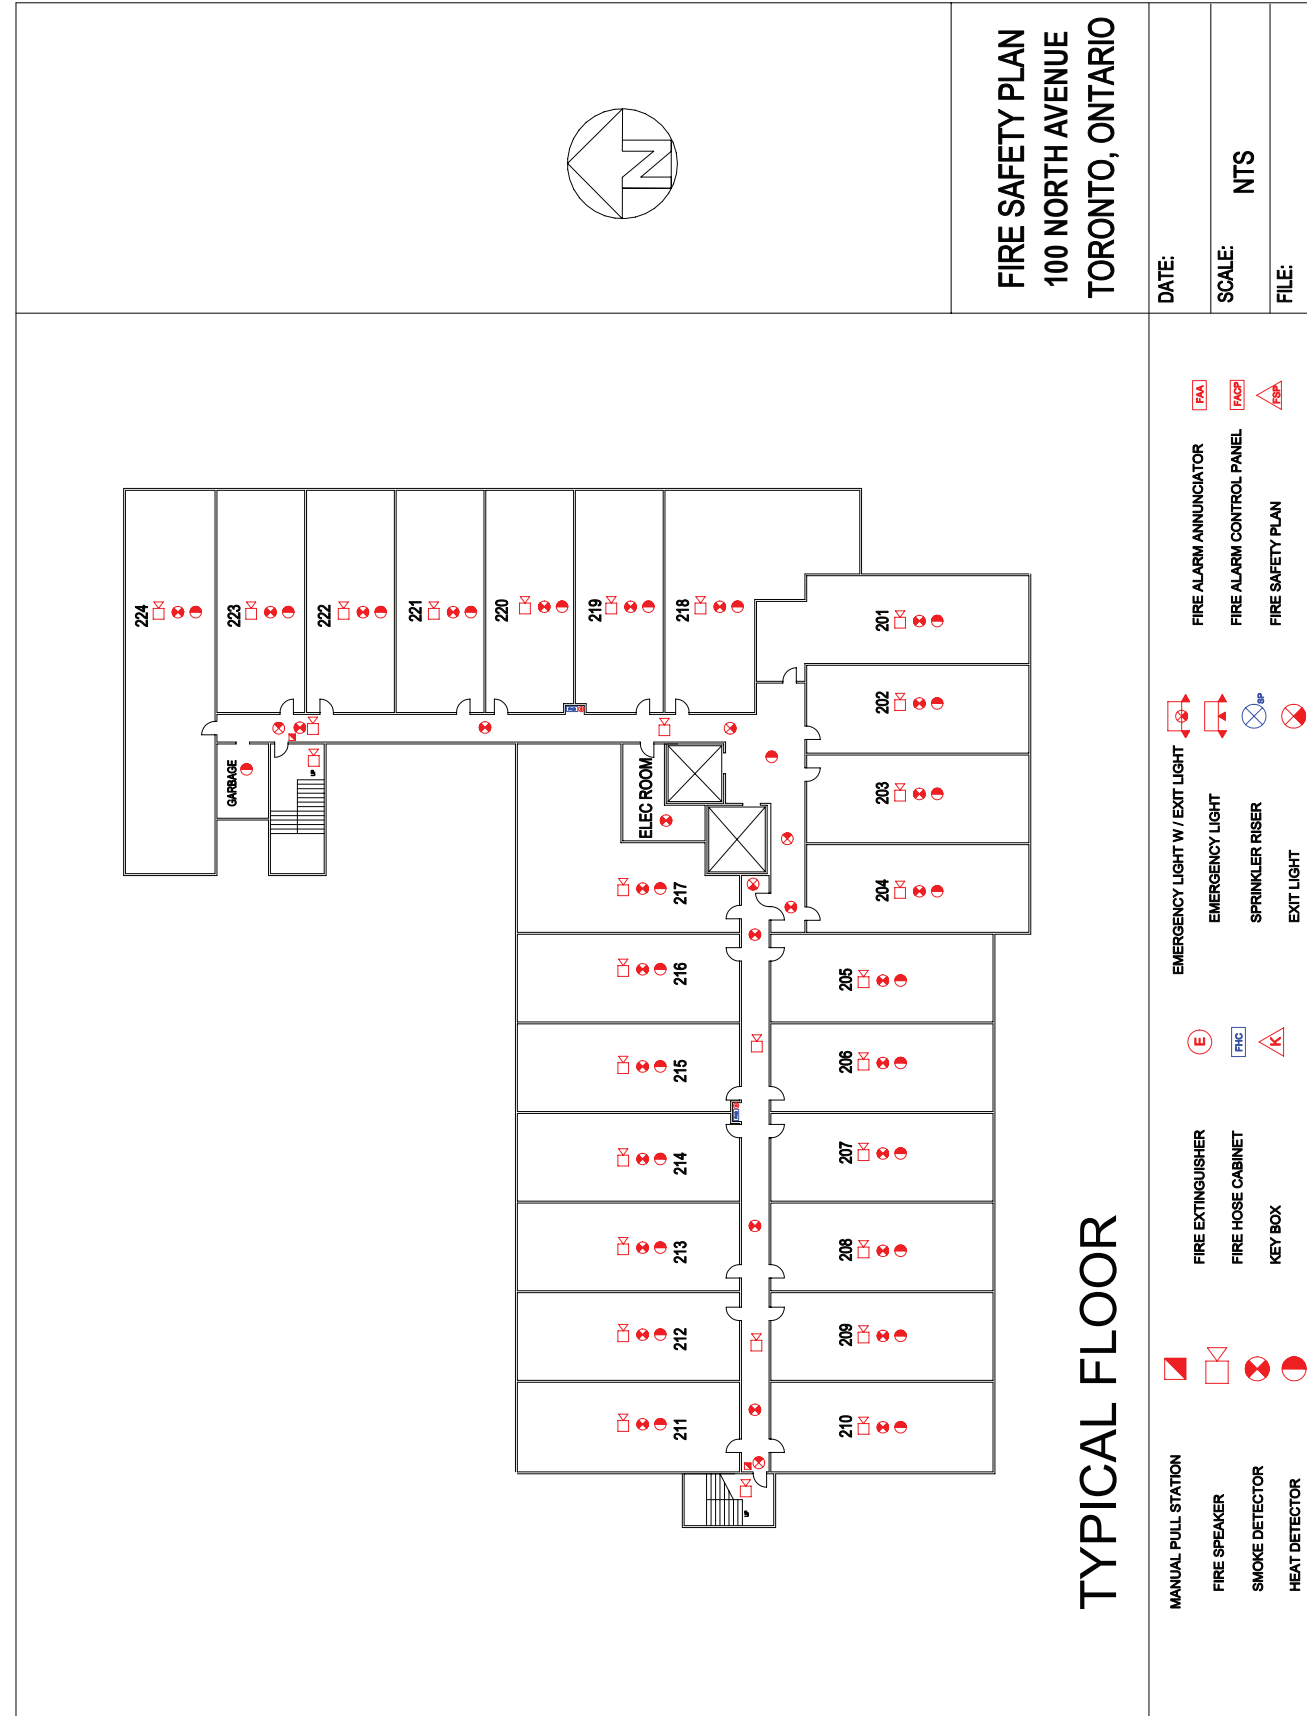 N
FIRE SAFETY PLAN
100 NORTH AVENUE
TORONTO, ONTARIO
DATE:
SCALE: NTS
FILE:
224
223
222
221
220
219
218
201
202
203
204
GARBAGE
UP
ELEC ROOM
FHC
217
216
215
214
213
212
211
205
206
207
208
209
210
FHC
UP
TYPICAL FLOOR
MANUAL PULL STATION
FIRE SPEAKER
SMOKE DETECTOR
HEAT DETECTOR
FIRE EXTINGUISHER E
FIRE HOSE CABINET FHC
KEY BOX K
EMERGENCY LIGHT W / EXIT LIGHT
EMERGENCY LIGHT
SPRINKLER RISER SP
EXIT LIGHT
FIRE ALARM ANNUNCIATOR FAA
FIRE ALARM CONTROL PANEL FACP
FIRE SAFETY PLAN FSP